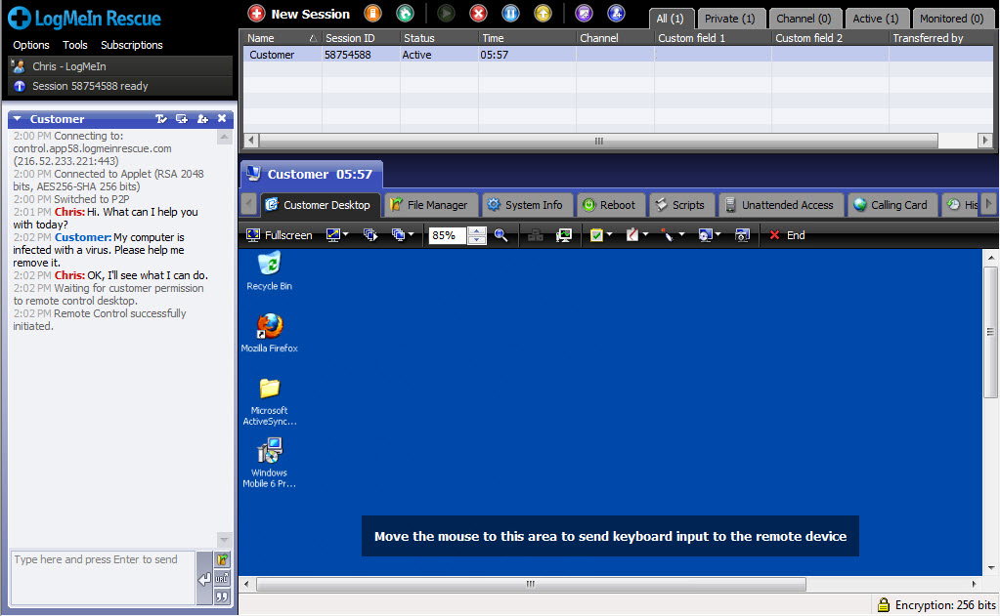 LogMeIn Rescue
Options Tools Subscriptions
Chris - LogMeIn
Session 58754588 ready
New Session
All (1) Private (1) Channel (0) Active (1) Monitored (0)
Name Session ID Status Time Channel Custom field 1 Custom field 2 Transferred by
Customer 58754588 Active 05:57
Customer
2:00 PM Connecting to:
control.app58.logmeinrescue.com
(216.52.233.221:443)
2:00 PM Connected to Applet (RSA 2048
bits, AES256-SHA 256 bits)
2:00 PM Switched to P2P
2:01 PM Chris: Hi. What can I help you
with today?
2:02 PM Customer: My computer is
infected with a virus. Please help me
remove it.
2:02 PM Chris: OK, I'll see what I can do.
2:02 PM Waiting for customer permission
to remote control desktop.
2:02 PM Remote Control successfully
initiated.
Type here and press Enter to send
URL
Customer 05:57
Customer Desktop File Manager System Info Reboot Scripts Unattended Access Calling Card His
Fullscreen 85% End
Recycle Bin
Mozilla Firefox
Microsoft
ActiveSync...
Windows
Mobile 6 Pr...
Move the mouse to this area to send keyboard input to the remote device
Encryption: 256 bits